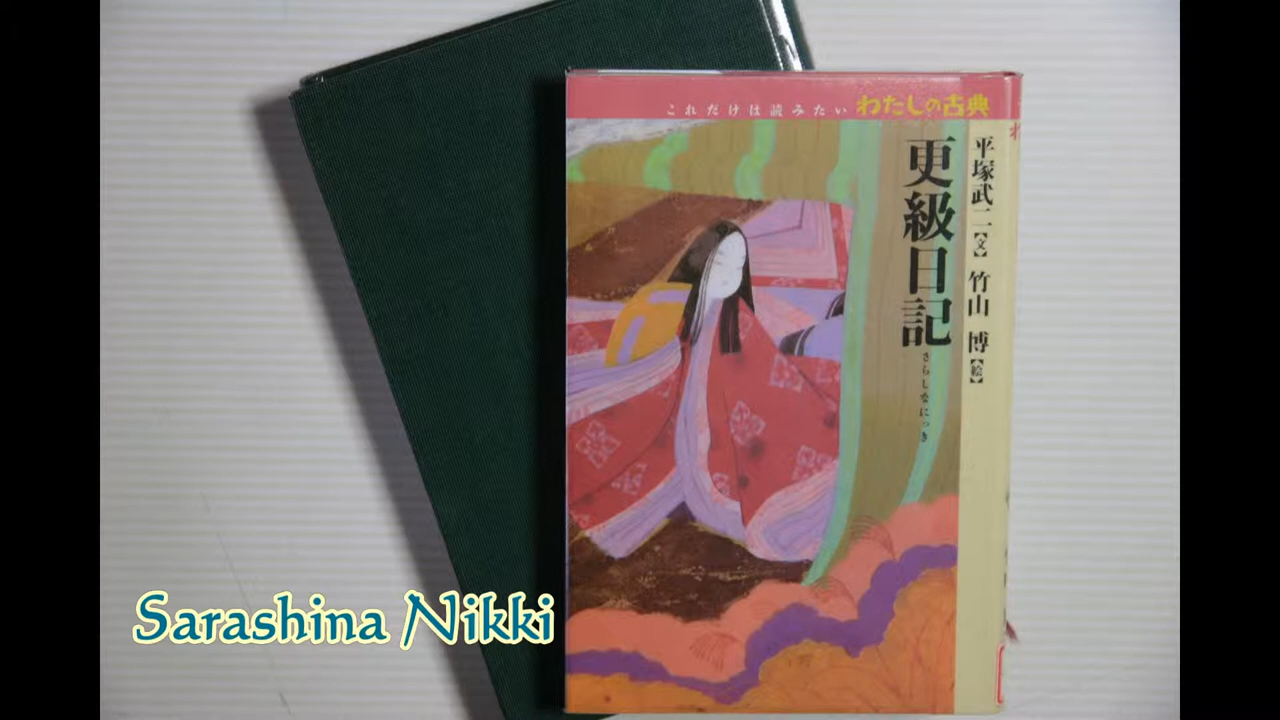 これだけは読みたい わたしの古典
更級日記
さらしなにっき
平塚武二【文】 竹山 博【絵】
わ
Sarashina Nikki